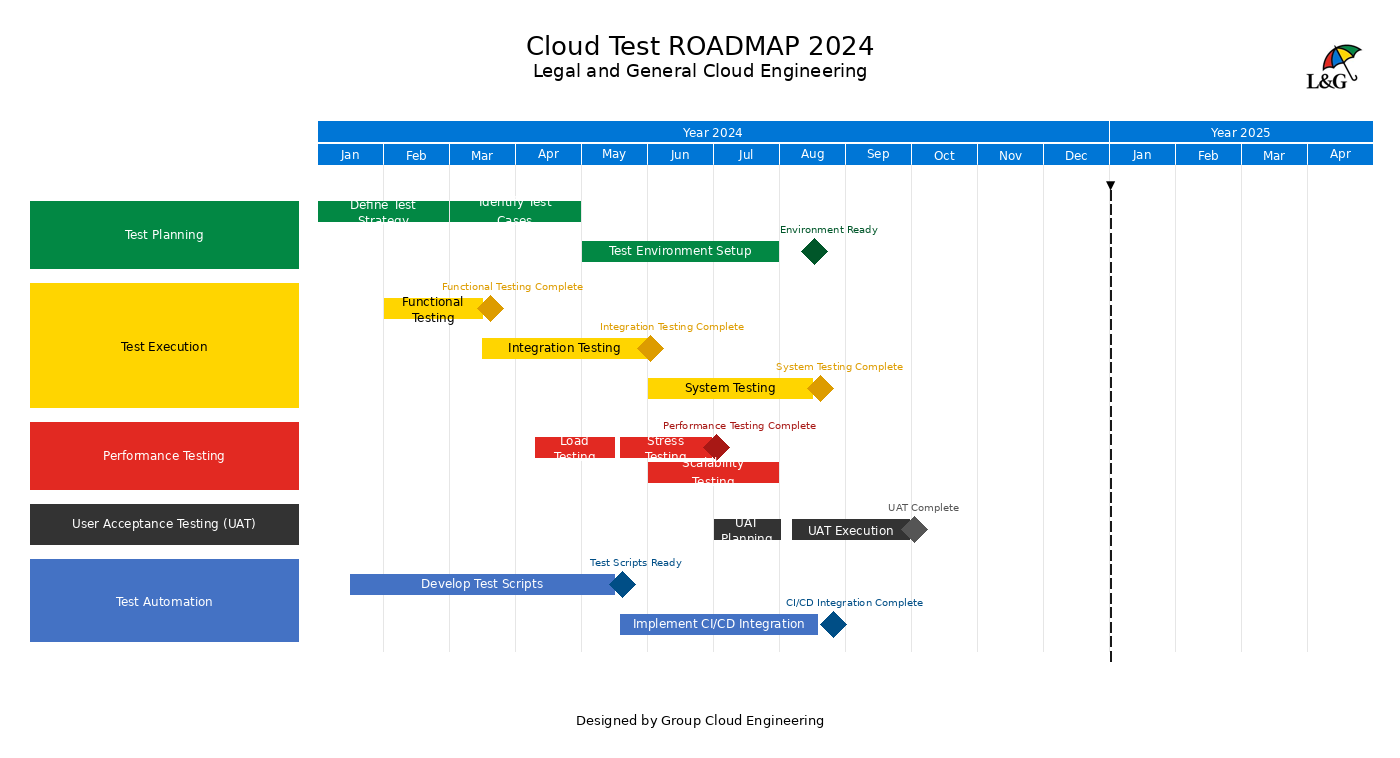 Cloud Test ROADMAP 2024
Legal and General Cloud Engineering
L&G
Year 2024
Year 2025
Jan Feb Mar Apr May Jun Jul Aug Sep Oct Nov Dec Jan Feb Mar Apr
Test Planning
Define Test
Strategy
Identify Test
Cases
Environment Ready
Test Environment Setup
Test Execution
Functional Testing Complete
Functional
Testing
Integration Testing Complete
Integration Testing
System Testing Complete
System Testing
Performance Testing
Performance Testing Complete
Load
Testing
Stress
Testing
Scalability
Testing
User Acceptance Testing (UAT)
UAT Complete
UAT
Planning
UAT Execution
Test Automation
Test Scripts Ready
Develop Test Scripts
CI/CD Integration Complete
Implement CI/CD Integration
Designed by Group Cloud Engineering